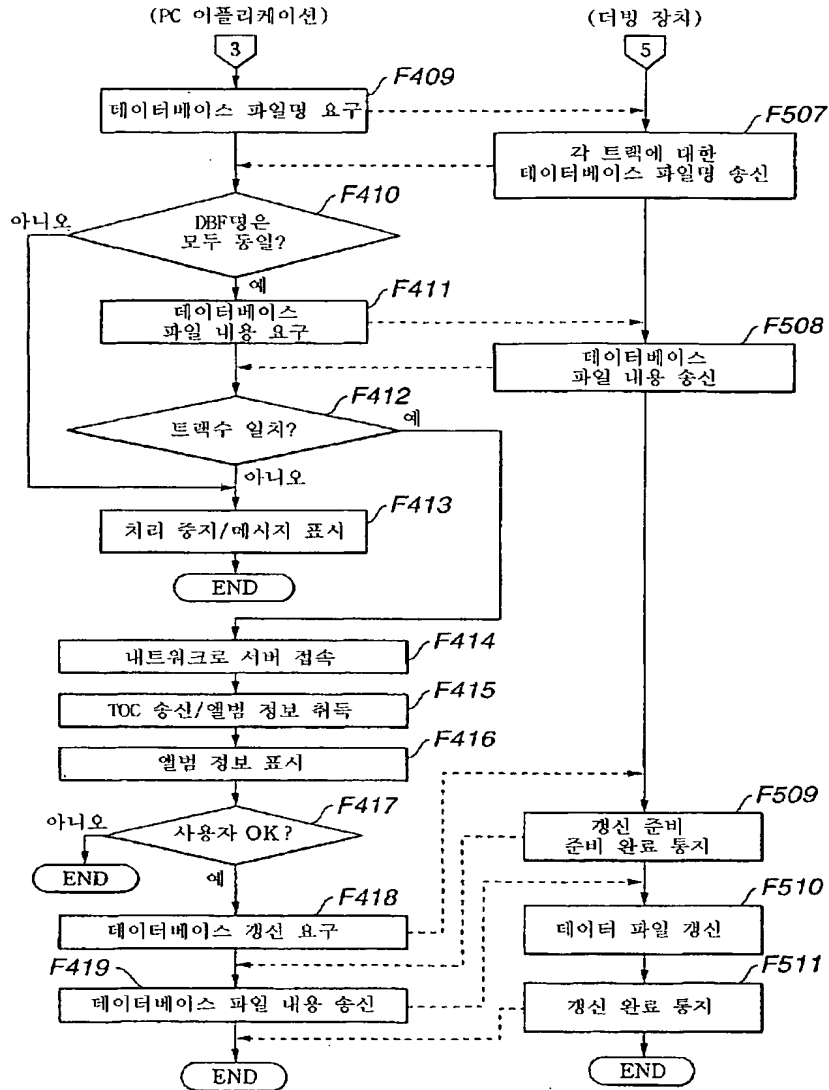 (PC 어플리케이션)
(더빙 장치)
3
5
F409
데이터베이스 파일명 요구
F507
각 트랙에 대한
데이터베이스 파일명 송신
F410
DBF명은
모두 동일?
아니오
예
F411
데이터베이스
파일 내용 요구
F508
데이터베이스
파일 내용 송신
F412
트랙수 일치?
예
아니오
F413
처리 중지/메시지 표시
END
F414
내트워크로 서버 접속
F415
TOC 송신/앨범 정보 취득
F416
앨범 정보 표시
F417
사용자 OK?
아니오
END
예
F509
갱신 준비
준비 완료 통지
F418
데이터베이스 갱신 요구
F510
데이터 파일 갱신
F419
데이터베이스 파일 내용 송신
F511
갱신 완료 통지
END
END